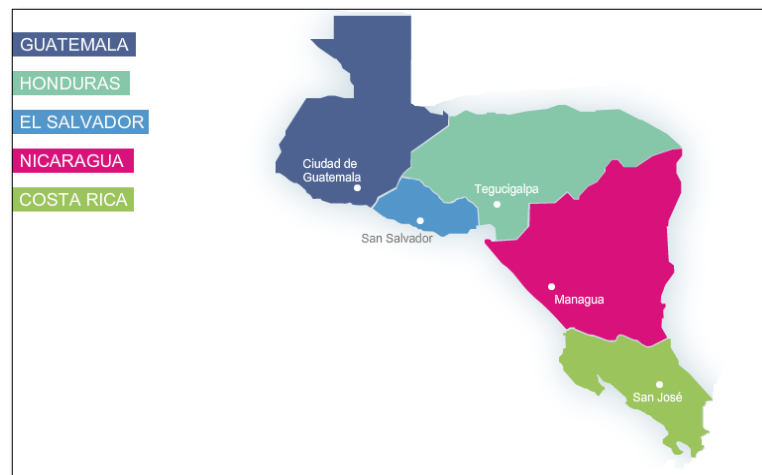 GUATEMALA
HONDURAS
EL SALVADOR
NICARAGUA
COSTA RICA
Ciudad de
Guatemala
Tegucigalpa
San Salvador
Managua
San José